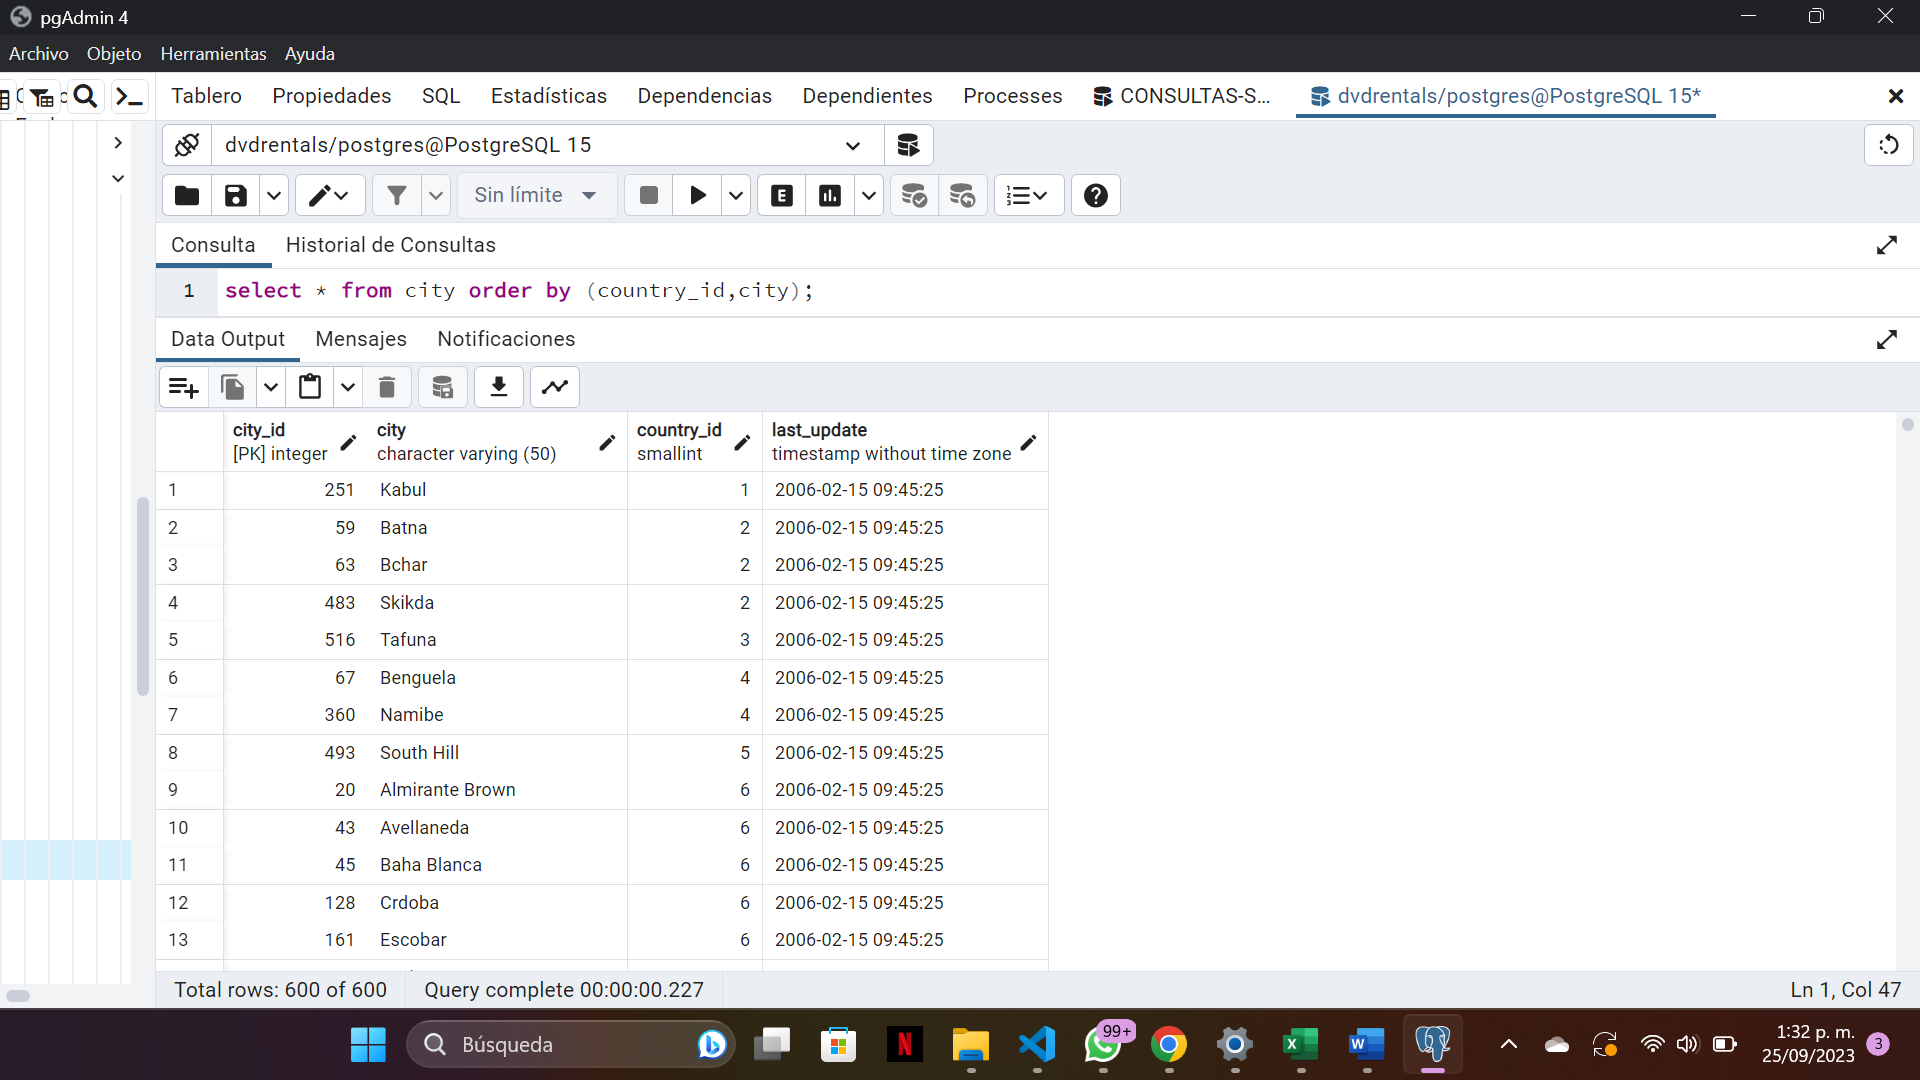 pgAdmin 4
Archivo Objeto Herramientas Ayuda
Tablero Propiedades SQL Estadísticas Dependencias Dependientes Processes CONSULTAS-S... dvdrentals/postgres@PostgreSQL 15*
dvdrentals/postgres@PostgreSQL 15
Sin límite
Consulta Historial de Consultas
1 select * from city order by (country_id,city);
Data Output Mensajes Notificaciones
city_id city country_id last_update
[PK] integer character varying (50) smallint timestamp without time zone
1 251 Kabul 1 2006-02-15 09:45:25
2 59 Batna 2 2006-02-15 09:45:25
3 63 Bchar 2 2006-02-15 09:45:25
4 483 Skikda 2 2006-02-15 09:45:25
5 516 Tafuna 3 2006-02-15 09:45:25
6 67 Benguela 4 2006-02-15 09:45:25
7 360 Namibe 4 2006-02-15 09:45:25
8 493 South Hill 5 2006-02-15 09:45:25
9 20 Almirante Brown 6 2006-02-15 09:45:25
10 43 Avellaneda 6 2006-02-15 09:45:25
11 45 Baha Blanca 6 2006-02-15 09:45:25
12 128 Crdoba 6 2006-02-15 09:45:25
13 161 Escobar 6 2006-02-15 09:45:25
Total rows: 600 of 600 Query complete 00:00:00.227 Ln 1, Col 47
Búsqueda 99+ 1:32 p. m.
25/09/2023 3